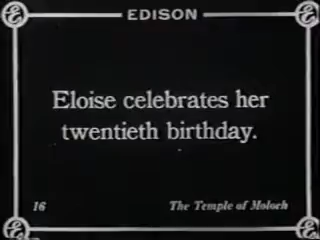 EDISON
Eloise celebrates her
twentieth birthday.
16
The Temple of Moloch